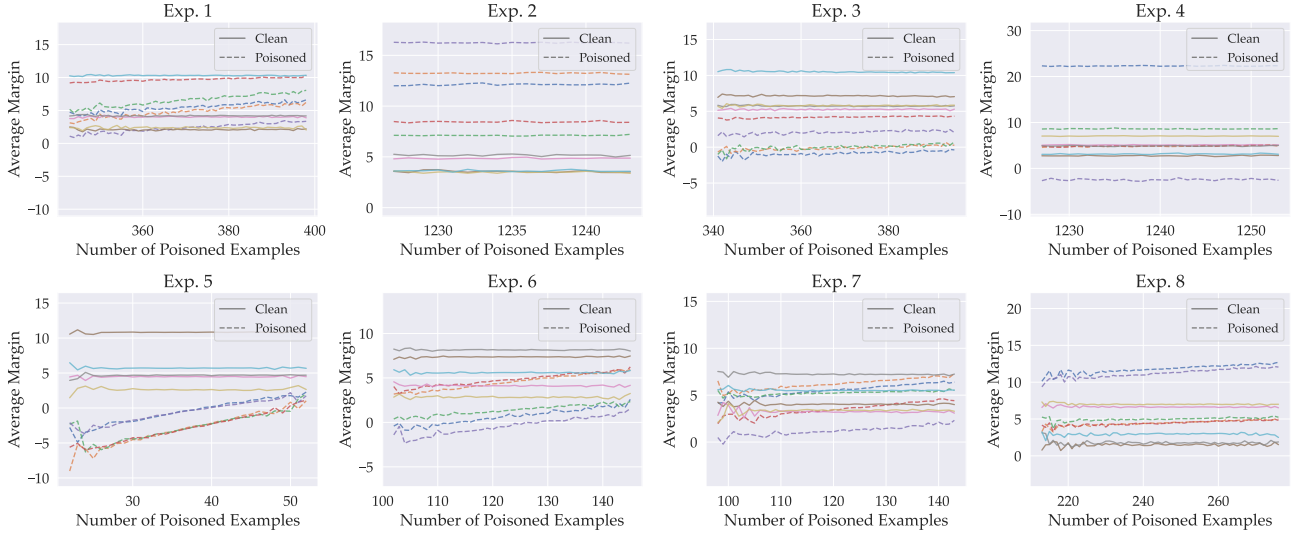 Exp. 1
Average Margin
15
10
5
0
−5
−10
Clean
Poisoned
360
380
400
Number of Poisoned Examples
Exp. 2
Average Margin
15
10
5
0
Clean
Poisoned
1230
1235
1240
Number of Poisoned Examples
Exp. 3
Average Margin
15
10
5
0
−5
Clean
Poisoned
340
360
380
Number of Poisoned Examples
Exp. 4
Average Margin
30
20
10
0
−10
Clean
Poisoned
1230
1240
1250
Number of Poisoned Examples
Exp. 5
Average Margin
15
10
5
0
−5
−10
Clean
Poisoned
30
40
50
Number of Poisoned Examples
Exp. 6
Average Margin
10
5
0
−5
Clean
Poisoned
100
110
120
130
140
Number of Poisoned Examples
Exp. 7
Average Margin
15
10
5
0
Clean
Poisoned
100
110
120
130
140
Number of Poisoned Examples
Exp. 8
Average Margin
20
15
10
5
0
Clean
Poisoned
220
240
260
Number of Poisoned Examples